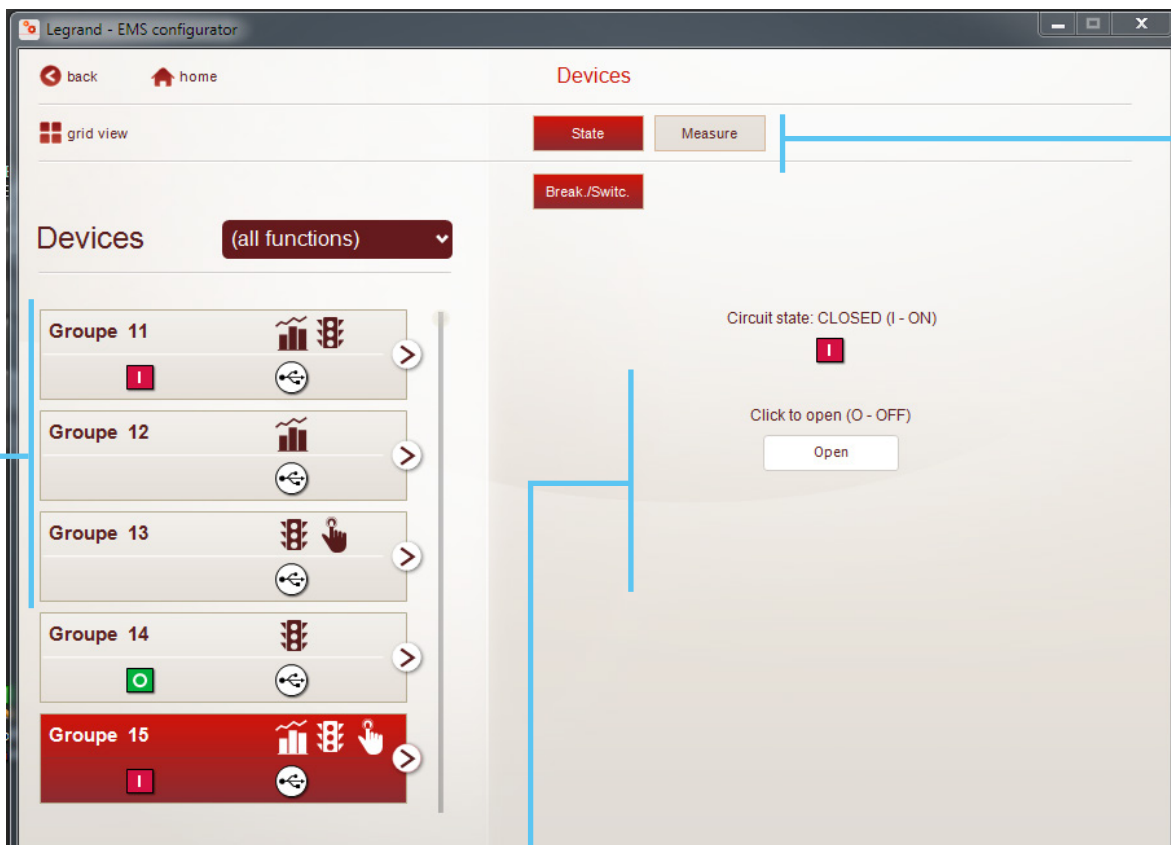 Legrand - EMS configurator
back home Devices
grid view State Measure
Break./Switc.
Devices (all functions)
Groupe 11
I
Groupe 12
Groupe 13
Groupe 14
O
Groupe 15
I
Circuit state: CLOSED (I - ON)
I
Click to open (O - OFF)
Open